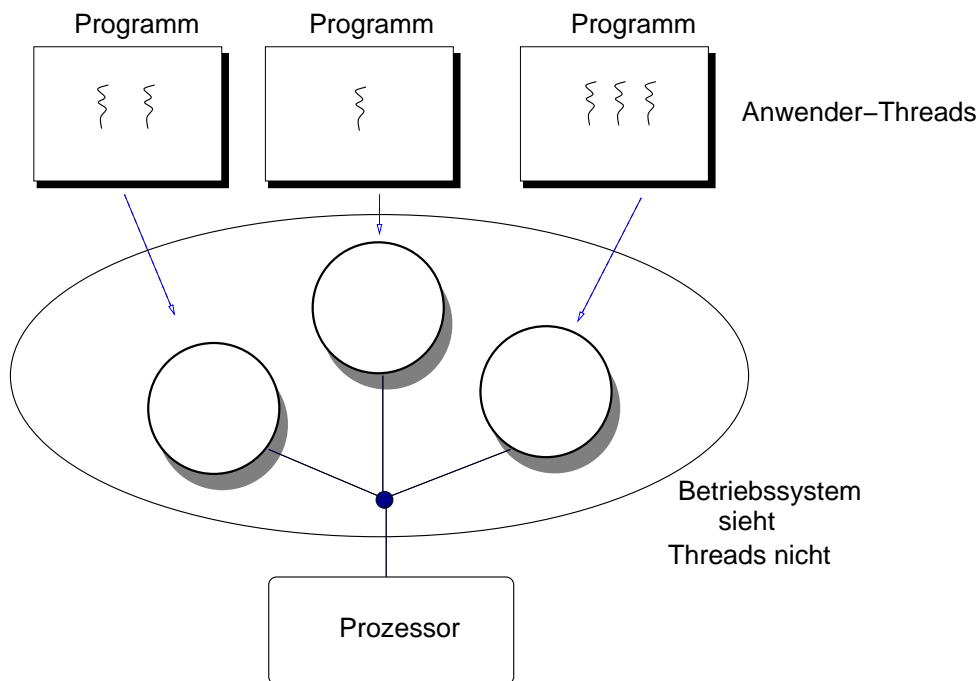 Programm
Programm
Programm
Anwender–Threads
Betriebssystem
sieht
Threads nicht
Prozessor